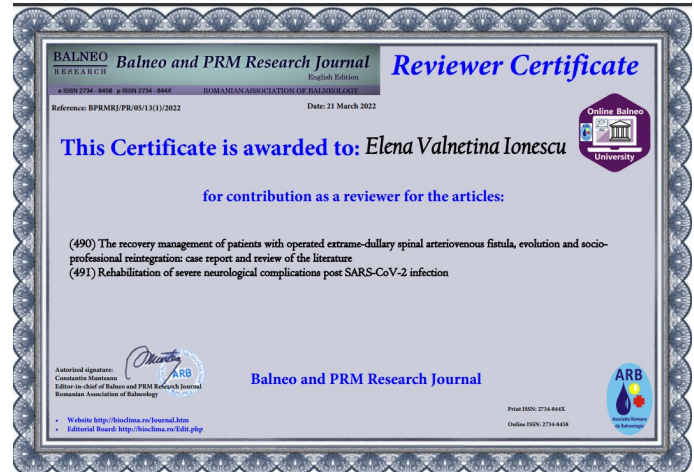 BALNEO
RESEARCH
Balneo and PRM Research Journal
English Edition
e ISSN 2734 - 8458 p ISSN 2734 - 844X ROMANIAN ASSOCIATION OF BALNEOLOGY
Reviewer Certificate
Reference: BPRMRJ/PR/05/13(1)/2022 Date: 21 March 2022
Online Balneo
University
This Certificate is awarded to: Elena Valnetina Ionescu
for contribution as a reviewer for the articles:
(490) The recovery management of patients with operated extrame-dullary spinal arteriovenous fistula, evolution and socio-
professional reintegration: case report and review of the literature
(491) Rehabilitation of severe neurological complications post SARS-CoV-2 infection
Autorized signature:
Constantin Munteanu
Editor-in-chief of Balneo and PRM Research Journal
Romanian Association of Balneology
ARB
Balneo and PRM Research Journal
ARB
Asociatia Romana
de Balneologie
Print ISSN: 2734-844X
Online ISSN: 2734-8458
• Website http://bioclima.ro/Journal.htm
• Editorial Board: http://bioclima.ro/Edit.php